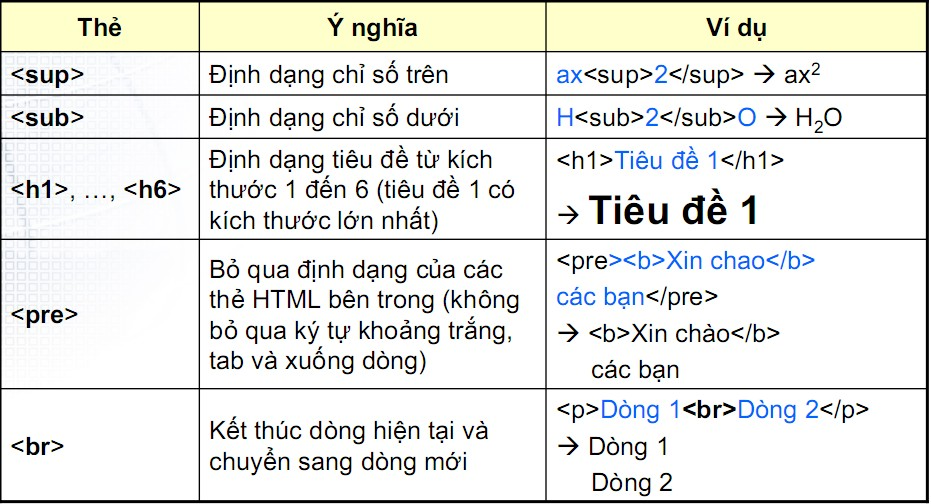 Thẻ Ý nghĩa Ví dụ
<sup> Định dạng chỉ số trên ax<sup>2</sup> → ax²
<sub> Định dạng chỉ số dưới H<sub>2</sub>O → H₂O
<h1>, …, <h6>
Định dạng tiêu đề từ kích
thước 1 đến 6 (tiêu đề 1 có
kích thước lớn nhất)
<h1>Tiêu đề 1</h1>
→ Tiêu đề 1
<pre>
Bỏ qua định dạng của các
thẻ HTML bên trong (không
bỏ qua ký tự khoảng trắng,
tab và xuống dòng)
<pre><b>Xin chao</b>
các bạn</pre>
→ <b>Xin chào</b>
các bạn
<br>
Kết thúc dòng hiện tại và
chuyển sang dòng mới
<p>Dòng 1<br>Dòng 2</p>
→ Dòng 1
Dòng 2